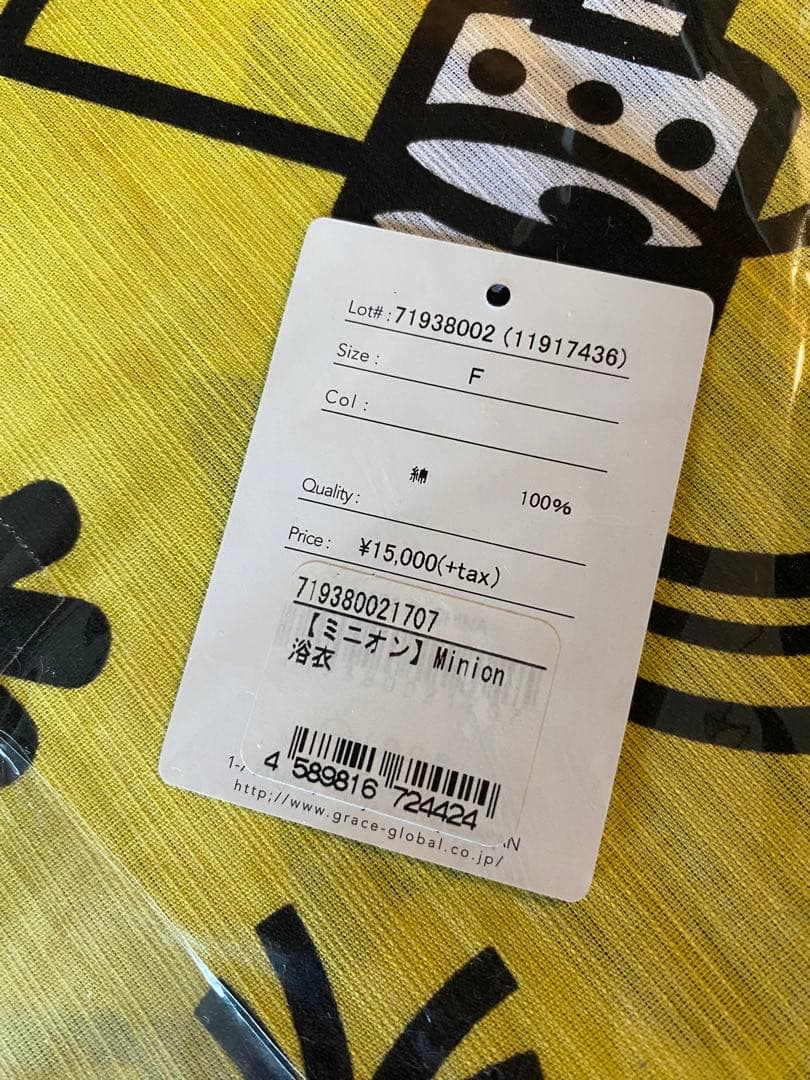 Lot# : 71938002 (11917436)
Size : F
Col :
綿 100%
Quality :
Price : ¥15,000(+tax)
719380021707
【ミニオン】Minion
浴衣
4 589816 724424
http;//www.grace-global.co.jp/